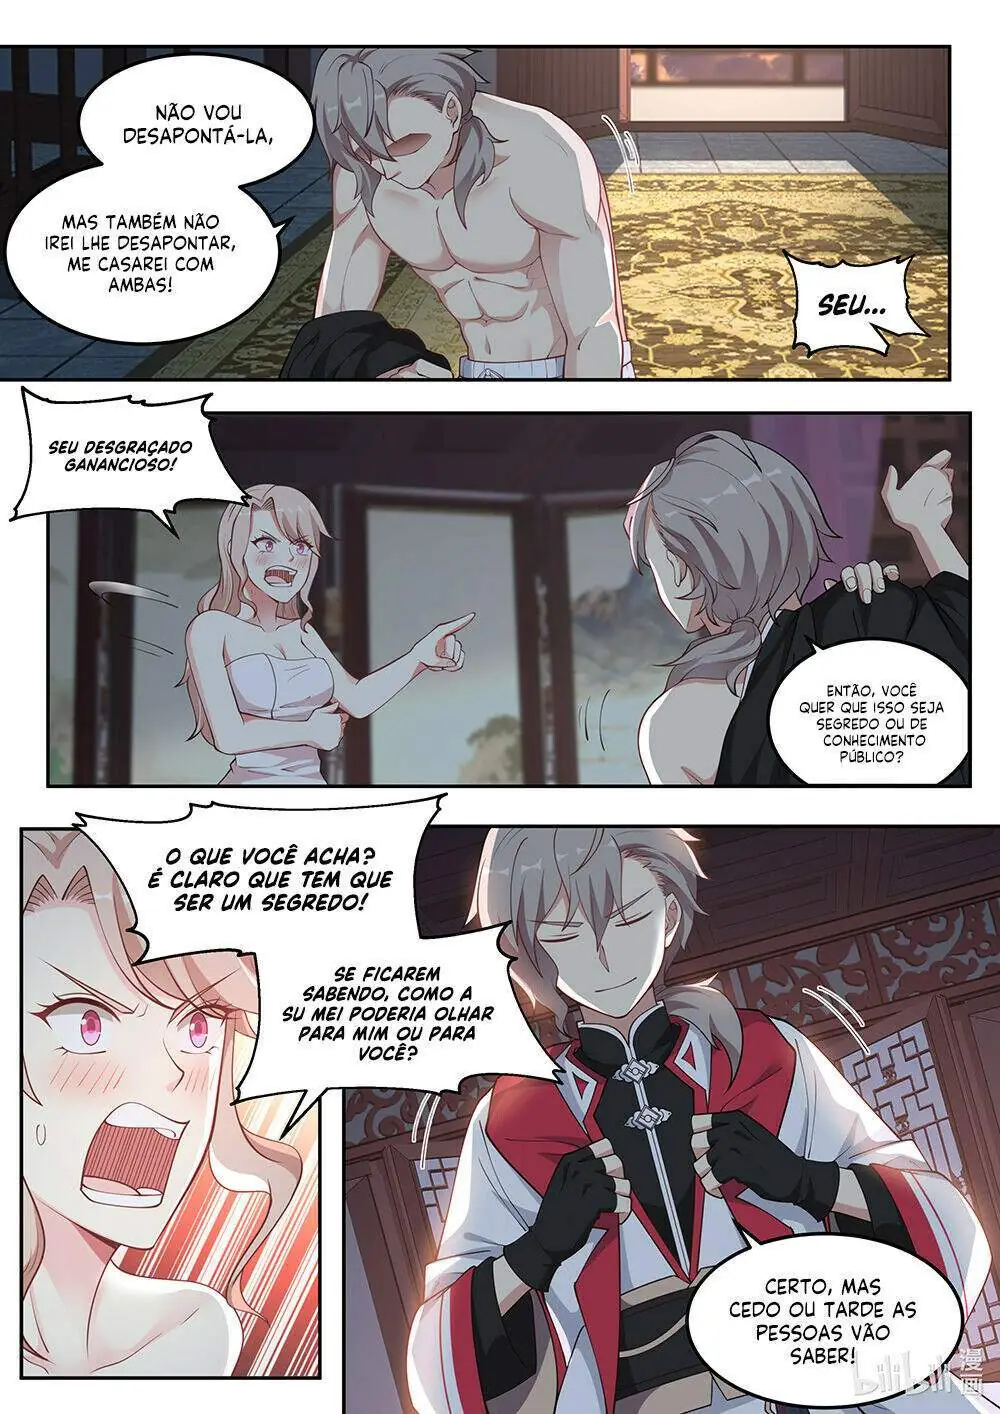 NÃO VOU
DESAPONTÁ-LA,
MAS TAMBÉM NÃO
IREI LHE DESAPONTAR,
ME CASAREI COM
AMBAS!
SEU...
SEU DESGRAÇADO
GANANCIOSO!
ENTÃO, VOCÊ
QUER QUE ISSO SEJA
SEGREDO OU DE
CONHECIMENTO
PÚBLICO?
O QUE VOCÊ ACHA?
É CLARO QUE TEM QUE
SER UM SEGREDO!
SE FICAREM
SABENDO, COMO A
SU MEI PODERIA OLHAR
PARA MIM OU PARA
VOCÊ?
CERTO, MAS
CEDO OU TARDE AS
PESSOAS VÃO
SABER!
bilibili 漫画